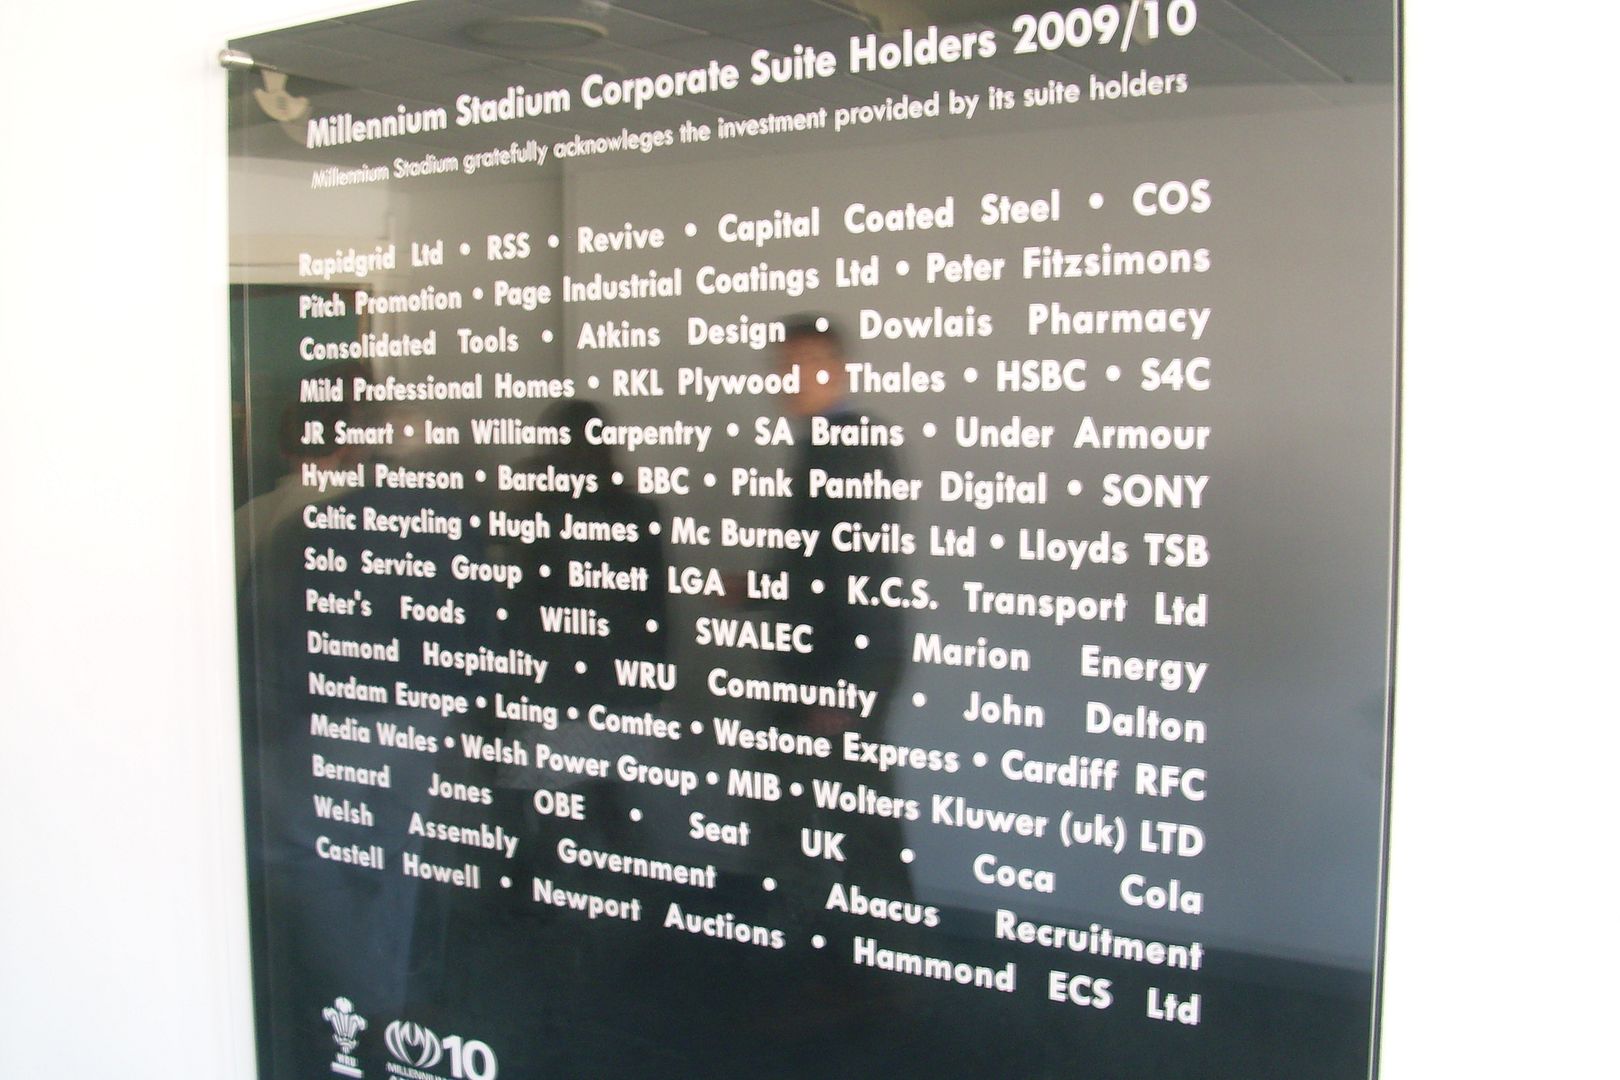 Millennium Stadium Corporate Suite Holders 2009/10
Millennium Stadium gratefully acknowleges the investment provided by its suite holders
Rapidgrid Ltd • RSS • Revive • Capital Coated Steel • COS
Pitch Promotion • Page Industrial Coatings Ltd • Peter Fitzsimons
Consolidated Tools • Atkins Design • Dowlais Pharmacy
Mild Professional Homes • RKL Plywood • Thales • HSBC • S4C
JR Smart • Ian Williams Carpentry • SA Brains • Under Armour
Hywel Peterson • Barclays • BBC • Pink Panther Digital • SONY
Celtic Recycling • Hugh James • Mc Burney Civils Ltd • Lloyds TSB
Solo Service Group • Birkett LGA Ltd • K.C.S. Transport Ltd
Peter's Foods • Willis • SWALEC • Marion Energy
Diamond Hospitality • WRU Community • John Dalton
Nordam Europe • Laing • Comtec • Westone Express • Cardiff RFC
Media Wales • Welsh Power Group • MIB • Wolters Kluwer (uk) LTD
Bernard Jones OBE • Seat UK • Coca Cola
Welsh Assembly Government • Abacus Recruitment
Castell Howell • Newport Auctions • Hammond ECS Ltd
WRU
10
MILLENNIUM